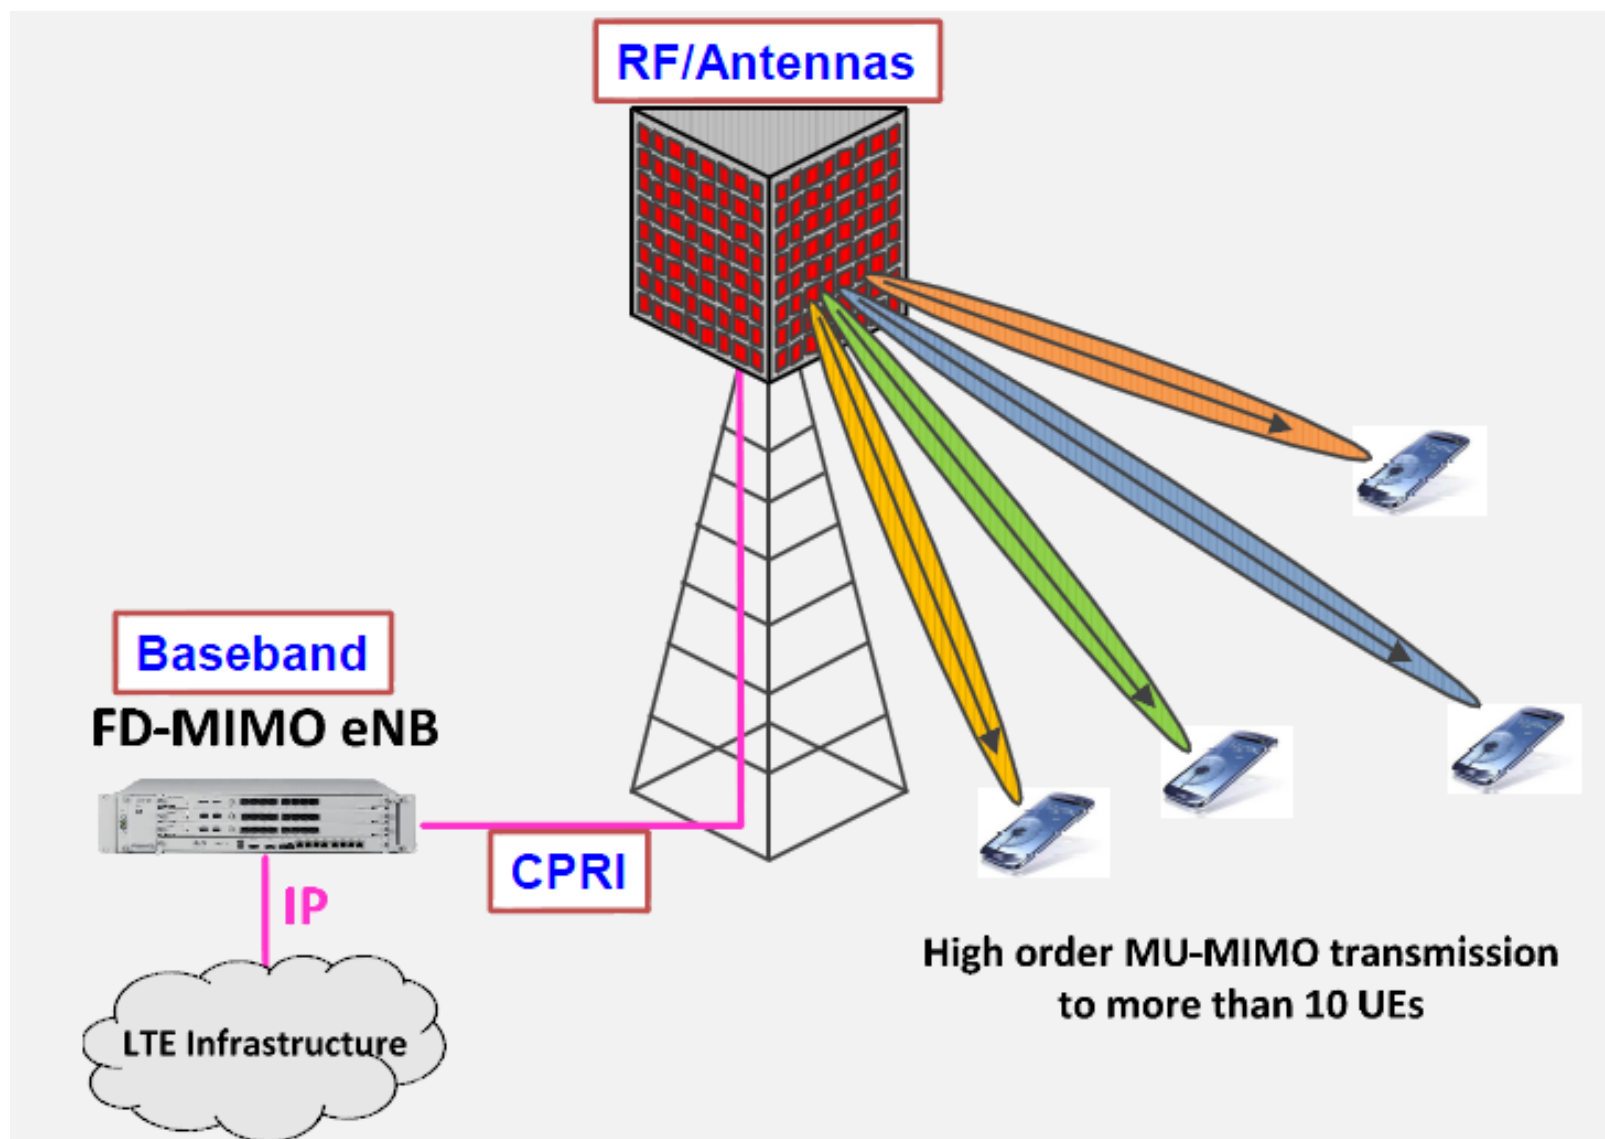 RF/Antennas
Baseband
FD-MIMO eNB
CPRI
IP
LTE Infrastructure
High order MU-MIMO transmission
to more than 10 UEs